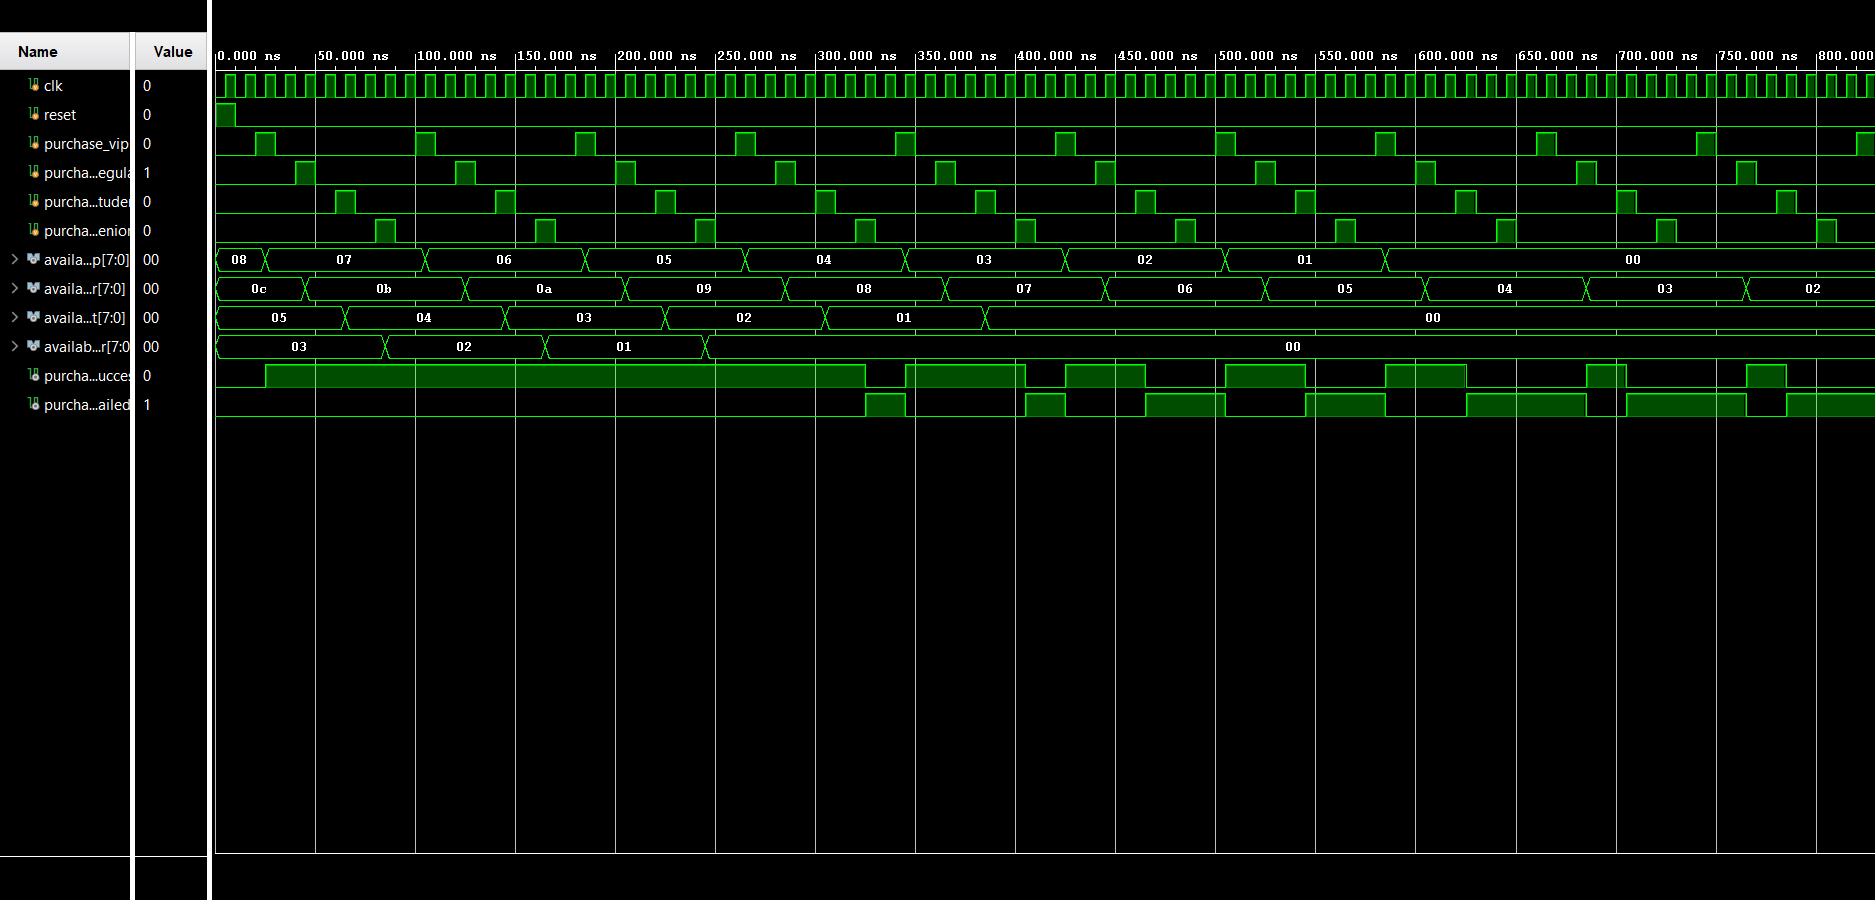 Name Value
0.000 ns 50.000 ns 100.000 ns 150.000 ns 200.000 ns 250.000 ns 300.000 ns 350.000 ns 400.000 ns 450.000 ns 500.000 ns 550.000 ns 600.000 ns 650.000 ns 700.000 ns 750.000 ns 800.000
clk 0
reset 0
purchase_vip 0
purcha...egula 1
purcha...tuder 0
purcha...enior 0
availa...p[7:0] 00 08 07 06 05 04 03 02 01 00
availa...r[7:0] 00 0c 0b 0a 09 08 07 06 05 04 03 02
availa...t[7:0] 00 05 04 03 02 01 00
availab...r[7:0 00 03 02 01 00
purcha...ucces 0
purcha...ailed 1